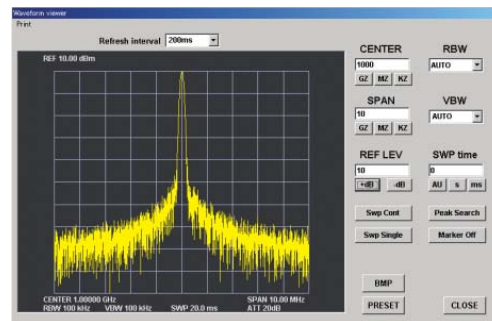 Waveform viewer
Print
Refresh interval 200ms
REF 10.00 dBm
CENTER 1.00000 GHz SPAN 10.00 MHz
RBW 100 kHz VBW 100 kHz SWP 20.0 ms ATT 20dB
CENTER RBW
1000 AUTO
GZ MZ KZ
SPAN VBW
10 AUTO
GZ MZ KZ
REF LEV SWP time
10 0
+dB -dB AU s ms
Swp Cont Peak Search
Swp Single Marker Off
BMP
PRESET CLOSE